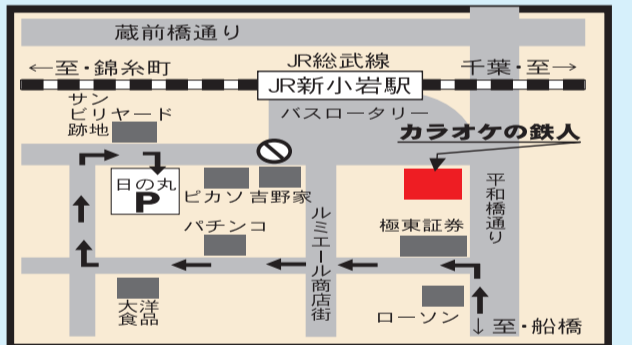 蔵前橋通り
JR総武線
←至・錦糸町
千葉・至→
JR新小岩駅
サン
ビリヤード
跡地
バスロータリー
カラオケの鉄人
日の丸
P
ピカソ
吉野家
平和橋通り
パチンコ
極東証券
ルミエール商店街
大洋
食品
ローソン
↓至・船橋